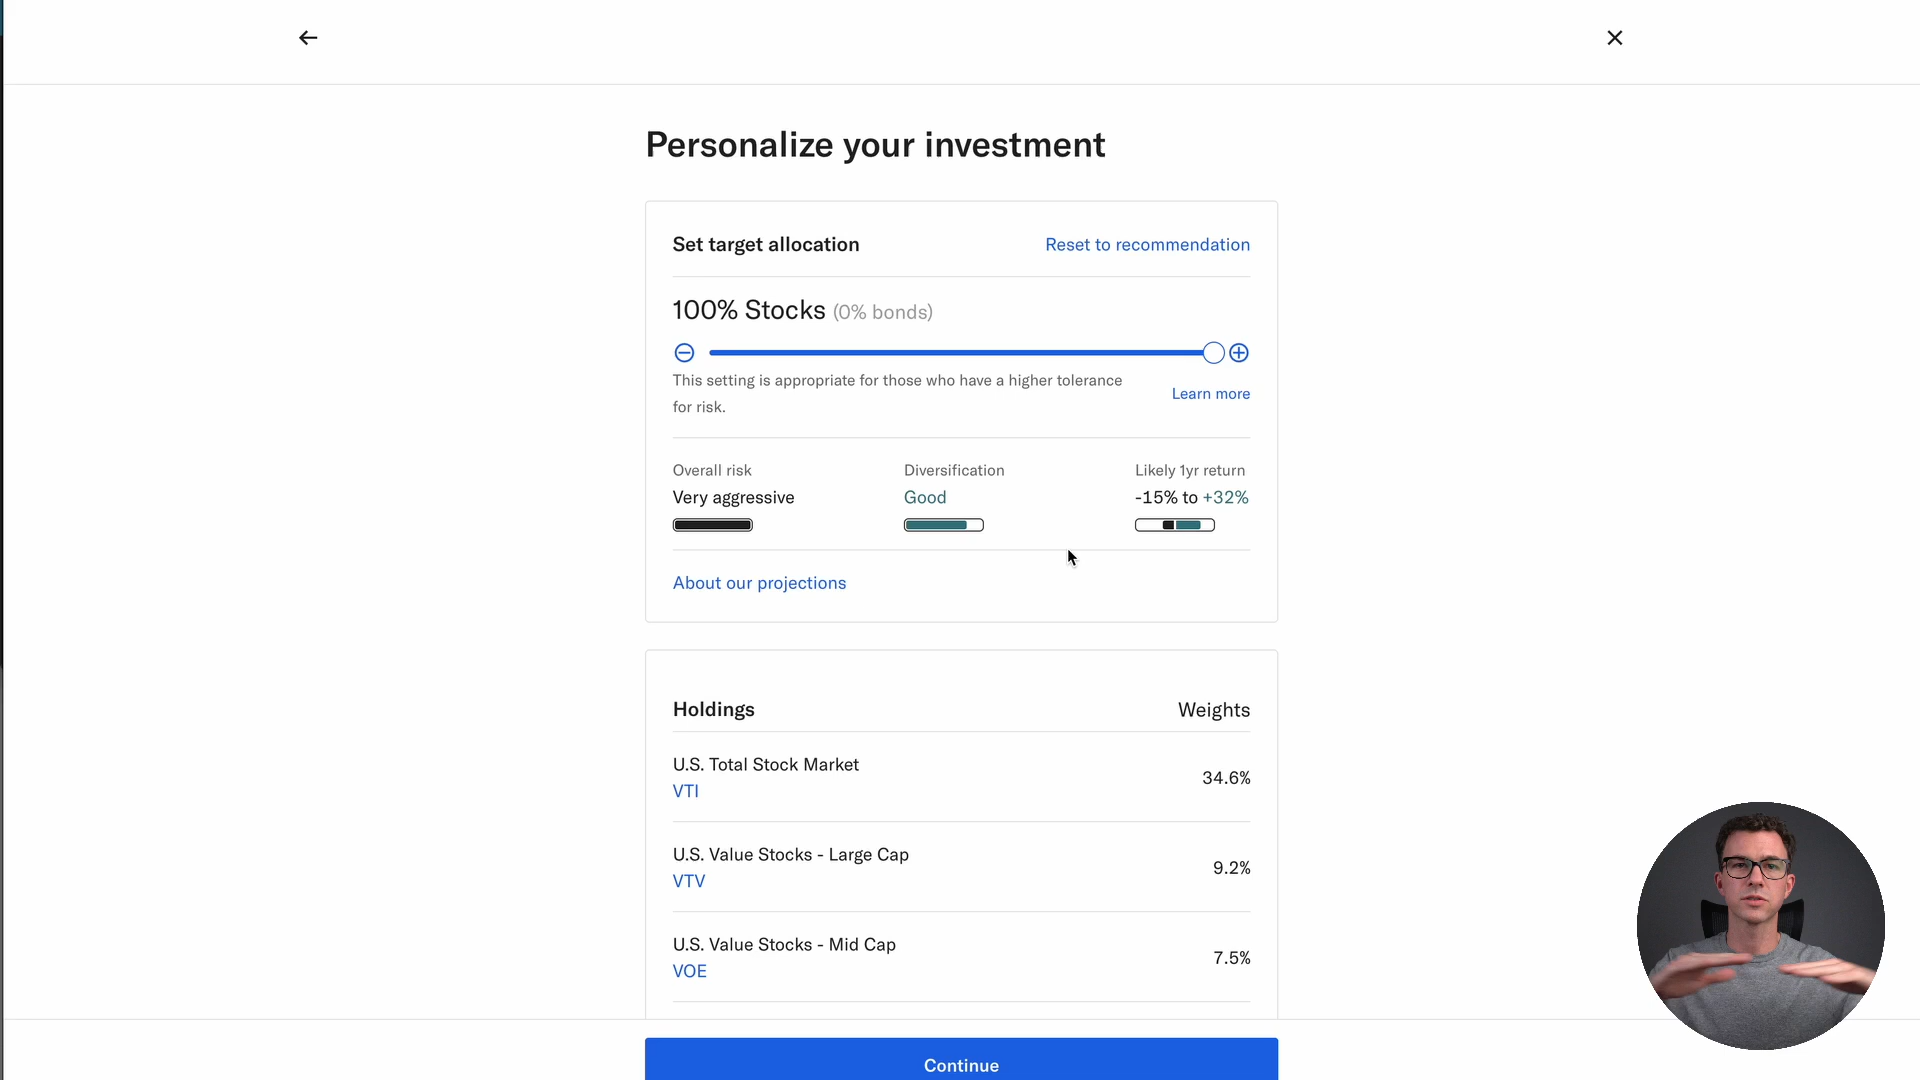 Personalize your investment
Set target allocation
Reset to recommendation
100% Stocks (0% bonds)
This setting is appropriate for those who have a higher tolerance
for risk.
Learn more
Overall risk
Very aggressive
Diversification
Good
Likely 1yr return
-15% to +32%
About our projections
Holdings
Weights
U.S. Total Stock Market
VTI
34.6%
U.S. Value Stocks - Large Cap
VTV
9.2%
U.S. Value Stocks - Mid Cap
VOE
7.5%
Continue